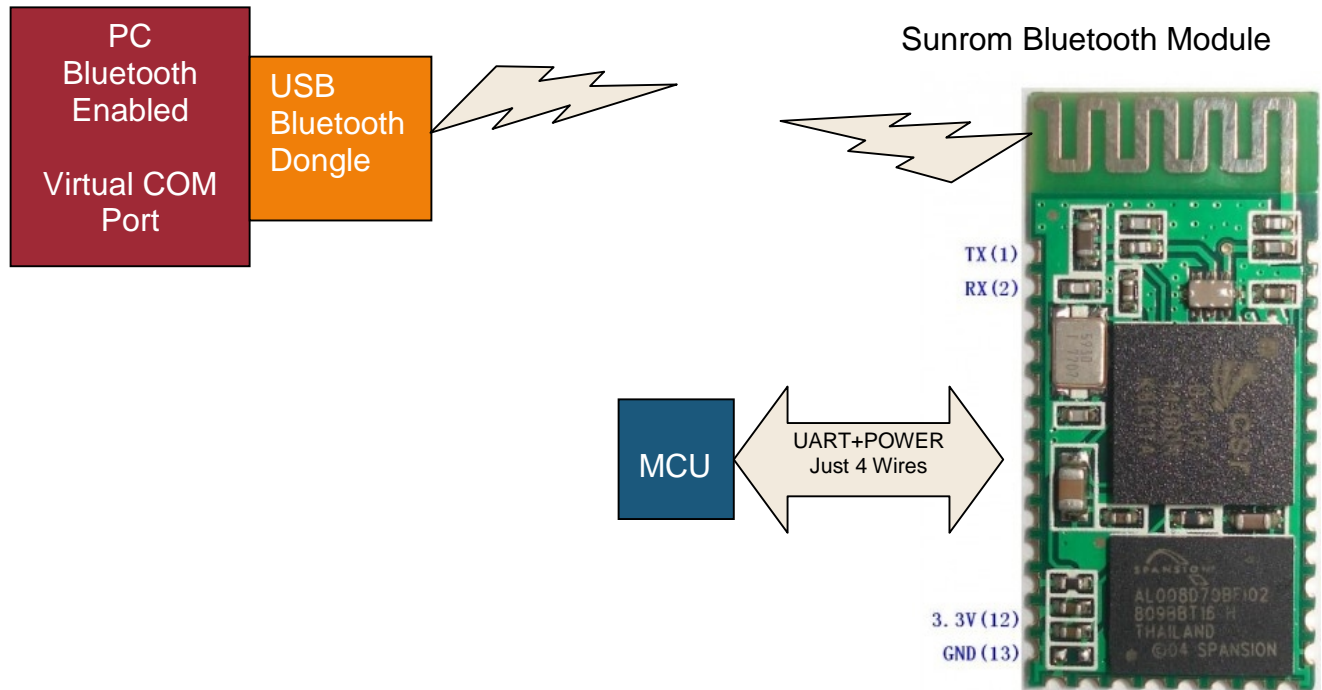 PC
Bluetooth
Enabled
Virtual COM
Port
USB
Bluetooth
Dongle
Sunrom Bluetooth Module
TX(1)
RX(2)
MCU
UART+POWER
Just 4 Wires
csr
3.3V(12)
GND(13)
SPANSION
AL008D70BFI02
809BBT16 H
THAILAND
©04 SPANSION